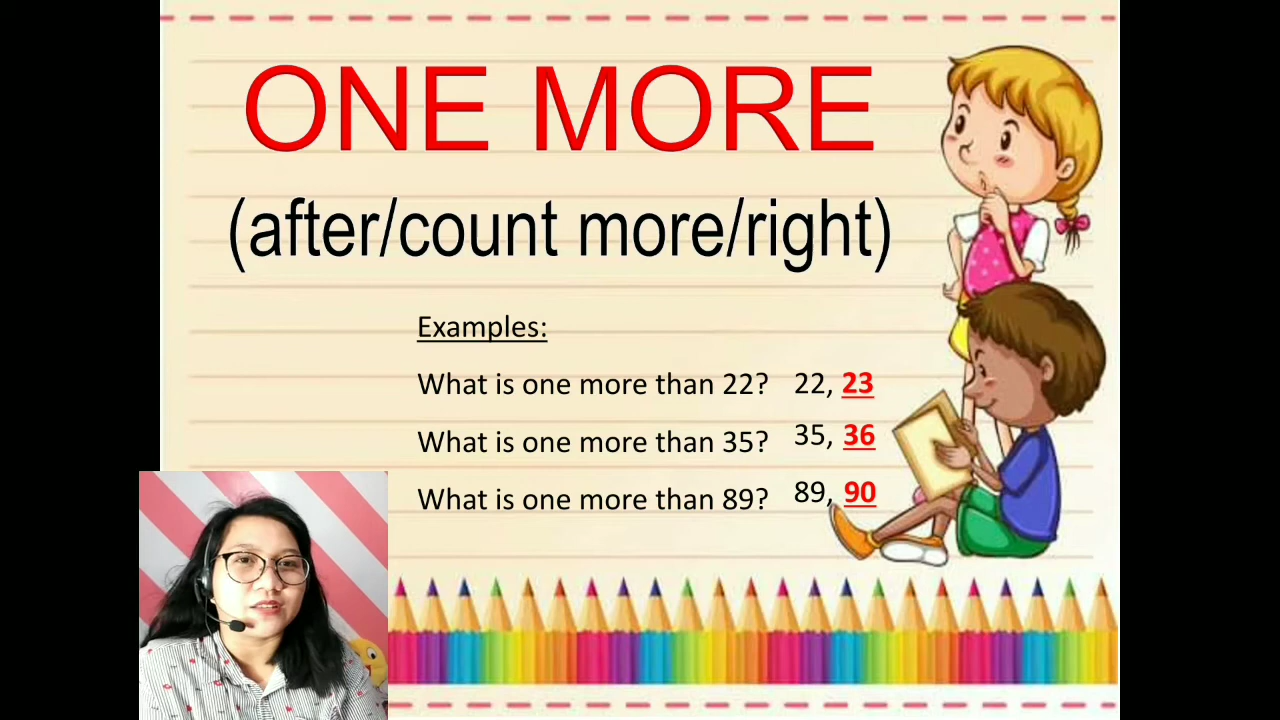 ONE MORE
(after/count more/right)
Examples:
What is one more than 22? 22, 23
What is one more than 35? 35, 36
What is one more than 89? 89, 90